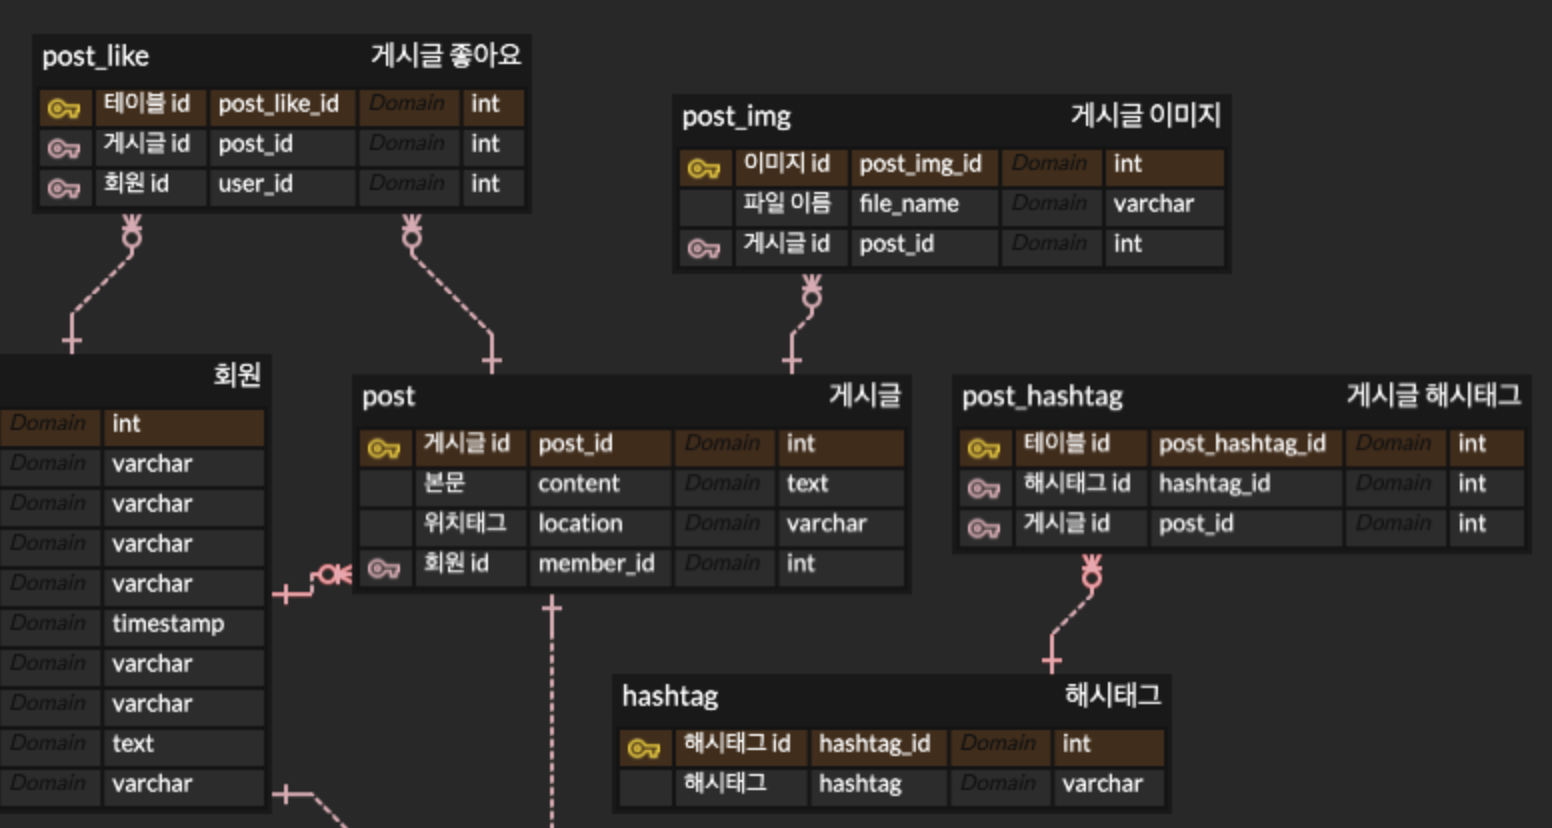 post_like 게시글 좋아요
테이블 id post_like_id Domain int
게시글 id post_id Domain int
회원 id user_id Domain int
post_img 게시글 이미지
이미지 id post_img_id Domain int
파일 이름 file_name Domain varchar
게시글 id post_id Domain int
회원
Domain int
Domain varchar
Domain varchar
Domain varchar
Domain varchar
Domain timestamp
Domain varchar
Domain varchar
Domain text
Domain varchar
post 게시글
게시글 id post_id Domain int
본문 content Domain text
위치태그 location Domain varchar
회원 id member_id Domain int
post_hashtag 게시글 해시태그
테이블 id post_hashtag_id Domain int
해시태그 id hashtag_id Domain int
게시글 id post_id Domain int
hashtag 해시태그
해시태그 id hashtag_id Domain int
해시태그 hashtag Domain varchar